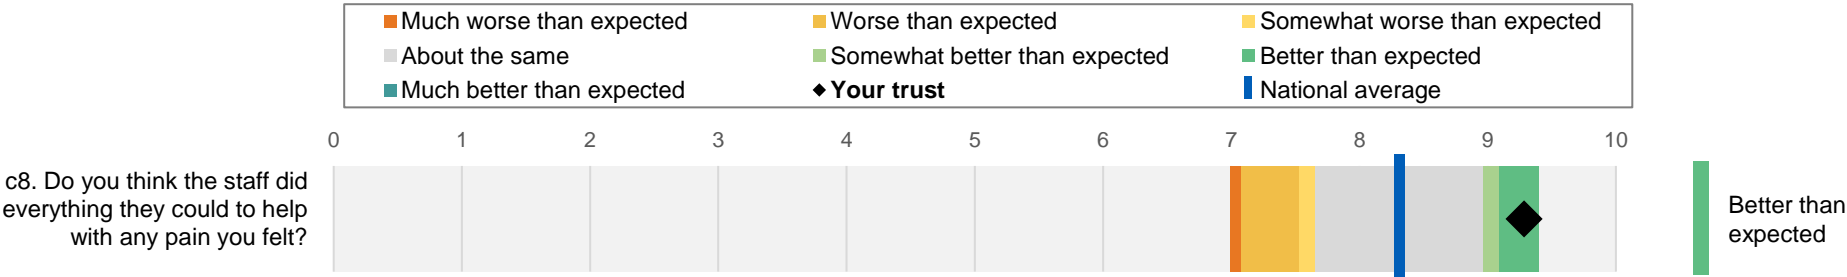 Much worse than expected
Worse than expected
Somewhat worse than expected
About the same
Somewhat better than expected
Better than expected
Much better than expected
Your trust
National average
0 1 2 3 4 5 6 7 8 9 10
c8. Do you think the staff did
everything they could to help
with any pain you felt?
Better than
expected